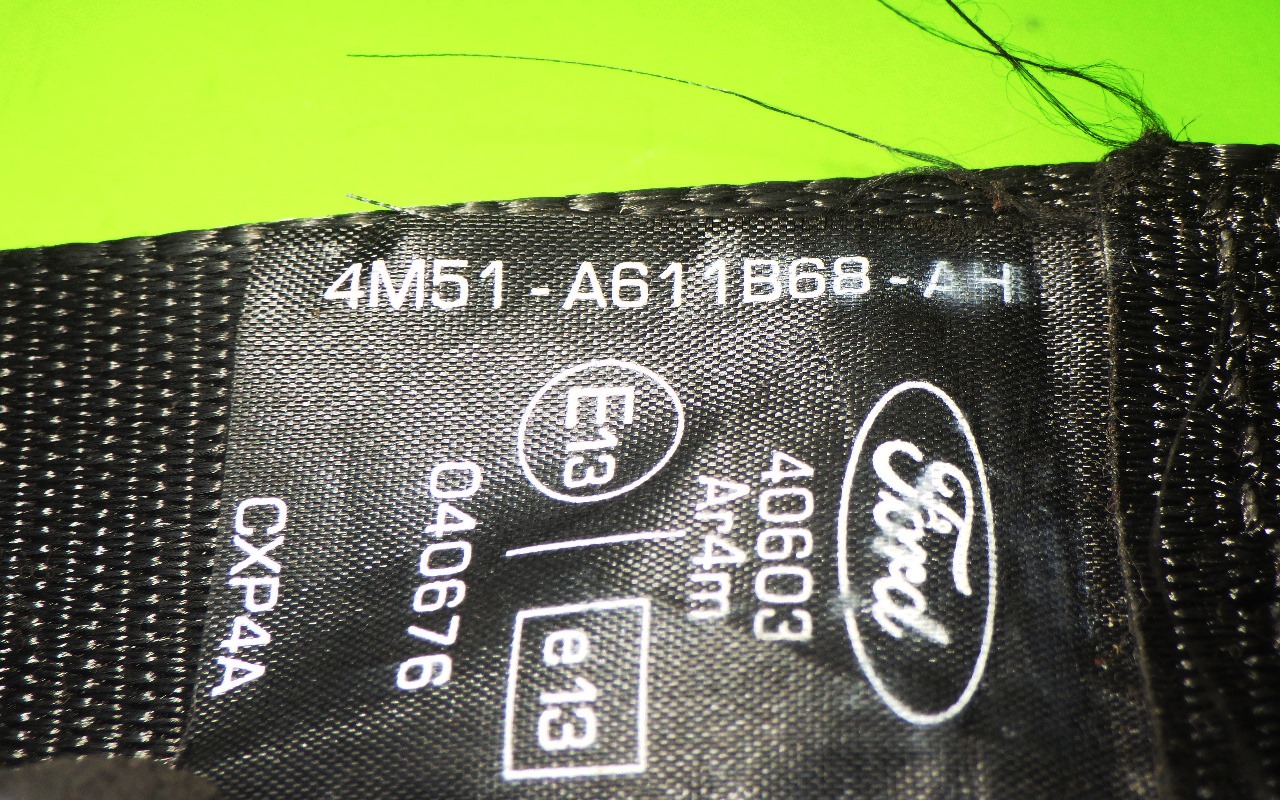 4M51-A611B68-AH
Ford
40603
Ar4m
E13
e13
040676
CXP4A